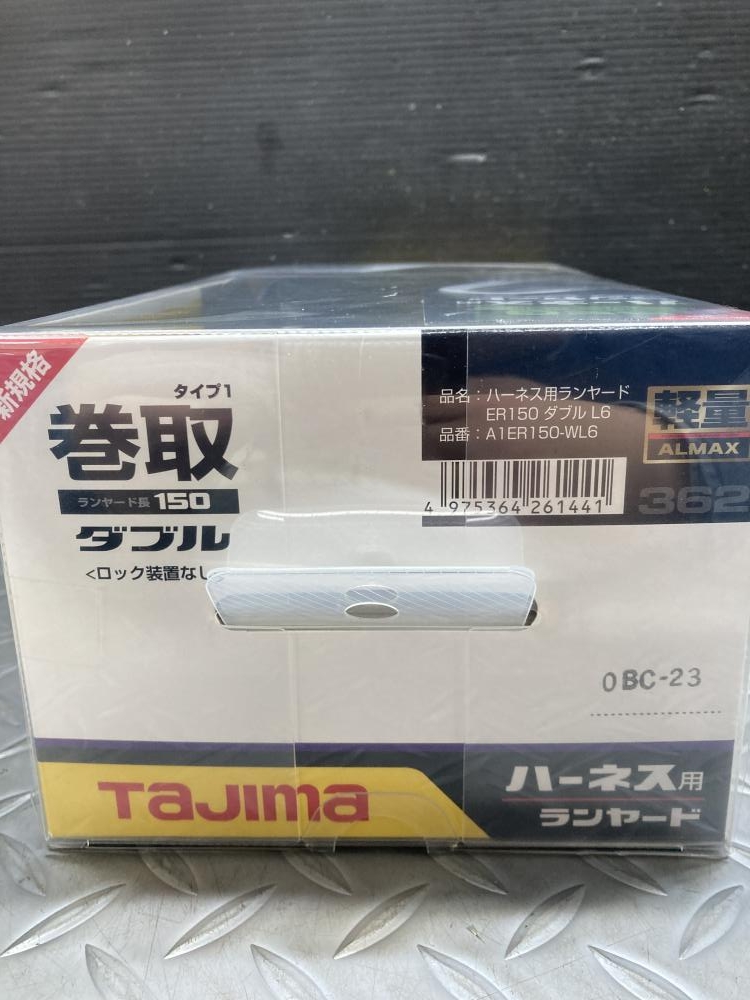 新規格
タイプ1
巻取
ランヤード長 150
ダブル
<ロック装置なし
品名:ハーネス用ランヤード
ER150 ダブル L6
品番:A1ER150-WL6
4 975364 261441
軽量
ALMAX
362
0BC-23
TaJIma
ハーネス用
ランヤード